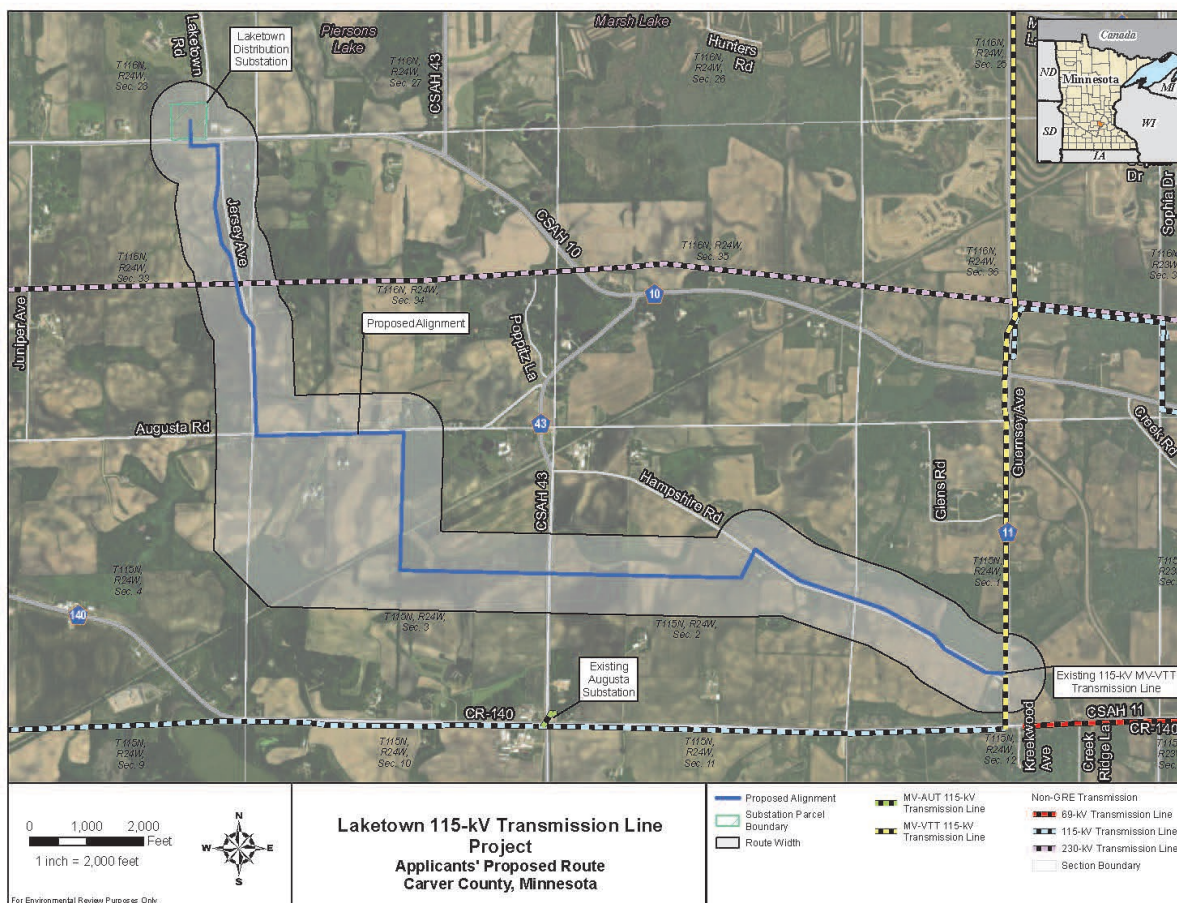 Laketown
Rd
Laketown
Distribution
Substation
Piersons
Lake
CSAH 43
Marsh Lake
Hunters
Rd
T116N,
R24W,
Sec. 28
T116N,
R24W,
Sec. 27
T116N,
R24W,
Sec. 26
T116N,
R24W,
Sec. 25
Canada
ND
Minnesota
MI
SD
WI
IA
Dr
Sophia Dr
Jersey Ave
CSAH 10
T116N, R24W,
Sec. 35
T116N,
R24W,
Sec. 36
T116N,
R24W,
Sec. 33
T116N, R24W,
Sec. 34
10
Juniper Ave
Proposed Alignment
Poppitz La
Guernsey Ave
Creek Rd
Augusta Rd
43
CSAH 43
Hampshire Rd
Glens Rd
11
T115N,
R24W,
Sec. 4
T115N,
R24W,
Sec. 1
140
T115N, R24W,
Sec. 3
T115N, R24W,
Sec. 2
Existing
Augusta
Substation
Existing 115-kV MV-VTT
Transmission Line
CR-140
CSAH 11
CR-140
Kreekwood
Ave
Creek
Ridge La
T115N,
R24W,
Sec. 9
T115N,
R24W,
Sec. 10
T115N,
R24W,
Sec. 11
T115N,
R24W,
Sec. 12
0 1,000 2,000
Feet
1 inch = 2,000 feet
N
W E
S
For Environmental Review Purposes Only
Laketown 115-kV Transmission Line
Project
Applicants' Proposed Route
Carver County, Minnesota
Proposed Alignment
Substation Parcel
Boundary
Route Width
MV-AUT 115-kV
Transmission Line
MV-VTT 115-kV
Transmission Line
Non-GRE Transmission
69-kV Transmission Line
115-kV Transmission Line
230-kV Transmission Line
Section Boundary